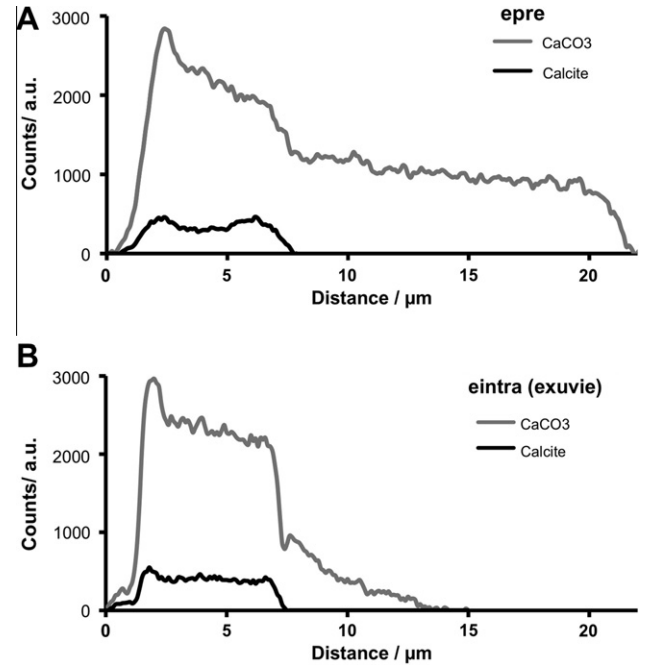 A
epre
CaCO3
Calcite
Counts/ a.u.
3000
2000
1000
0
0 5 10 15 20
Distance / µm
B
eintra (exuvie)
CaCO3
Calcite
Counts/ a.u.
3000
2000
1000
0
0 5 10 15 20
Distance / µm